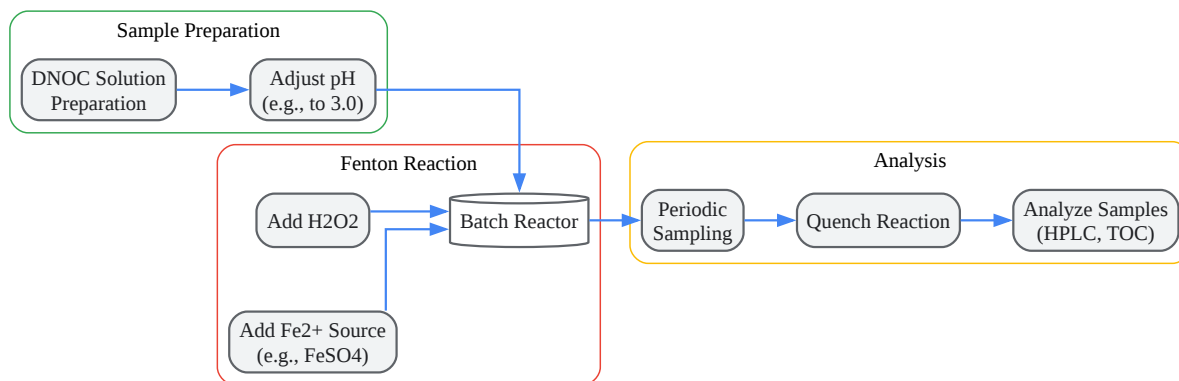 Sample Preparation
DNOC Solution
Preparation
Adjust pH
(e.g., to 3.0)
Fenton Reaction
Add H2O2
Batch Reactor
Add Fe2+ Source
(e.g., FeSO4)
Analysis
Periodic
Sampling
Quench Reaction
Analyze Samples
(HPLC, TOC)